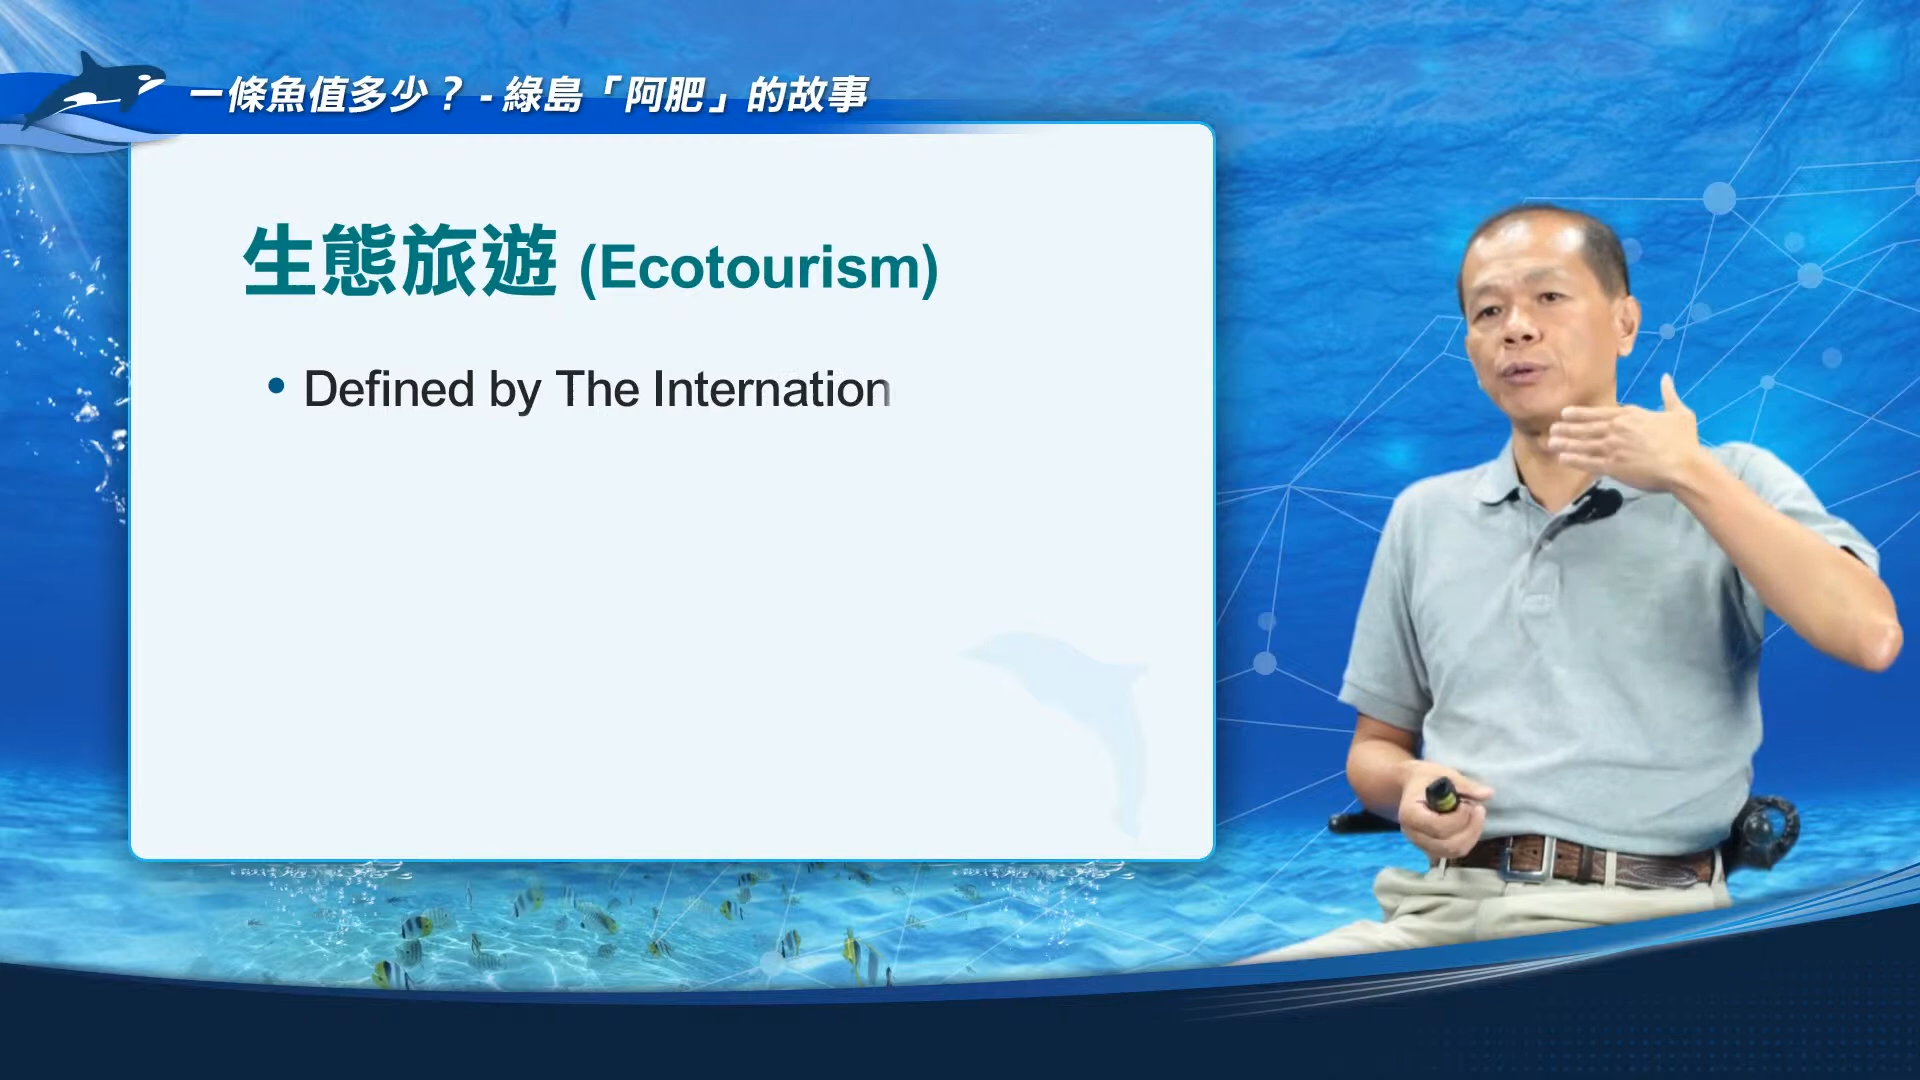 一條魚值多少？ - 綠島「阿肥」的故事
生態旅遊 (Ecotourism)
• Defined by The Internation